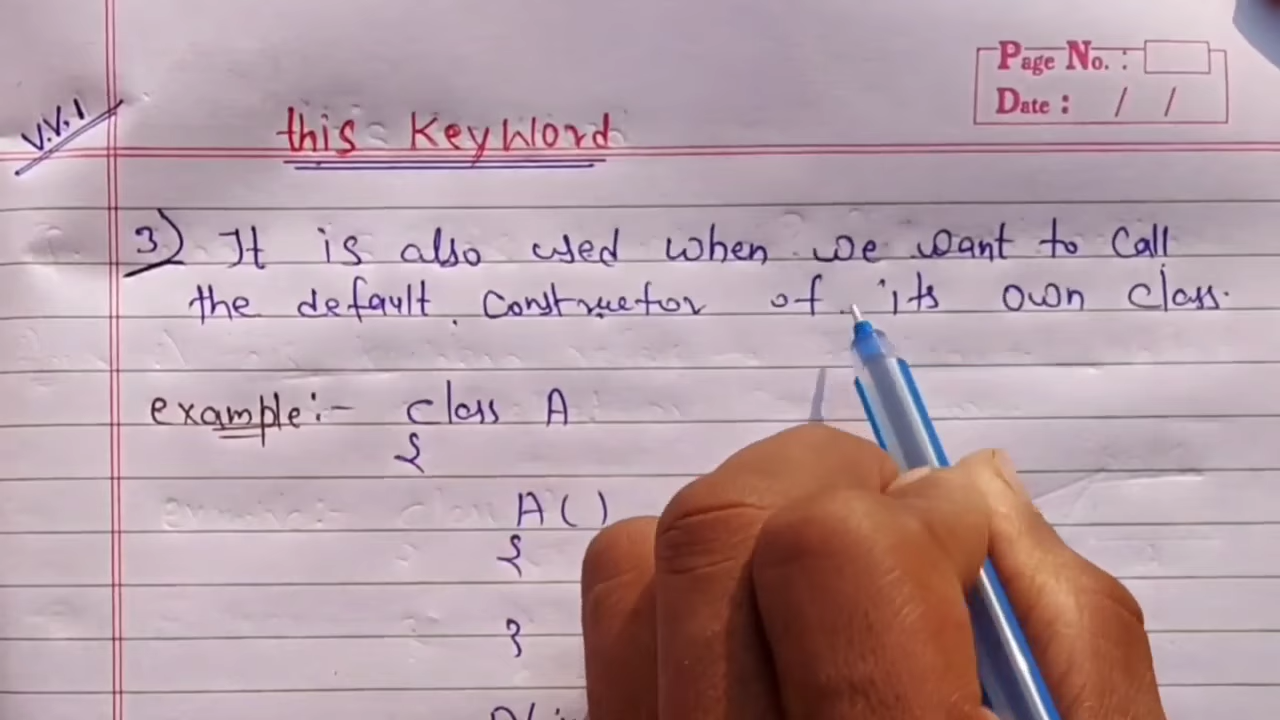 Page No. :
Date : / /
V.V.I
this Keyword
3) It is also used when we want to call
the default constructor of its own class.
example:- class A
{
A()
{
}